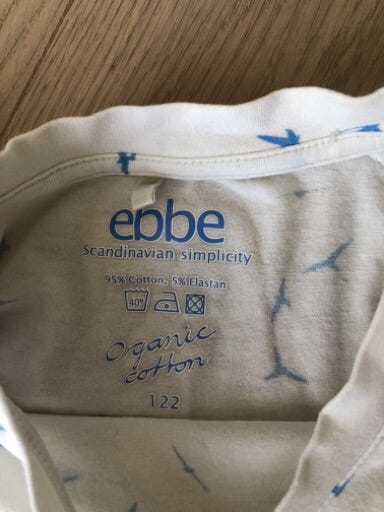 ebbe
Scandinavian simplicity
95% Cotton, 5% Elastan
40°
Organic
cotton
122